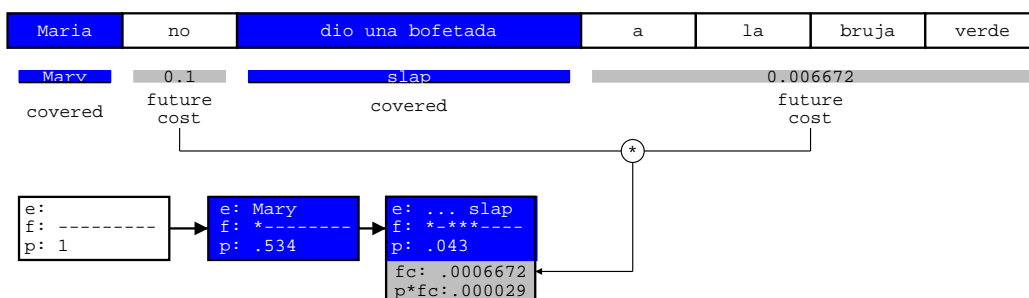 Maria no dio una bofetada a la bruja verde
Mary 0.1 slap 0.006672
covered future cost covered future cost
*
e:
f: ---------
p: 1
e: Mary
f: *--------
p: .534
e: ... slap
f: *-***----
p: .043
fc: .0006672
p*fc:.000029